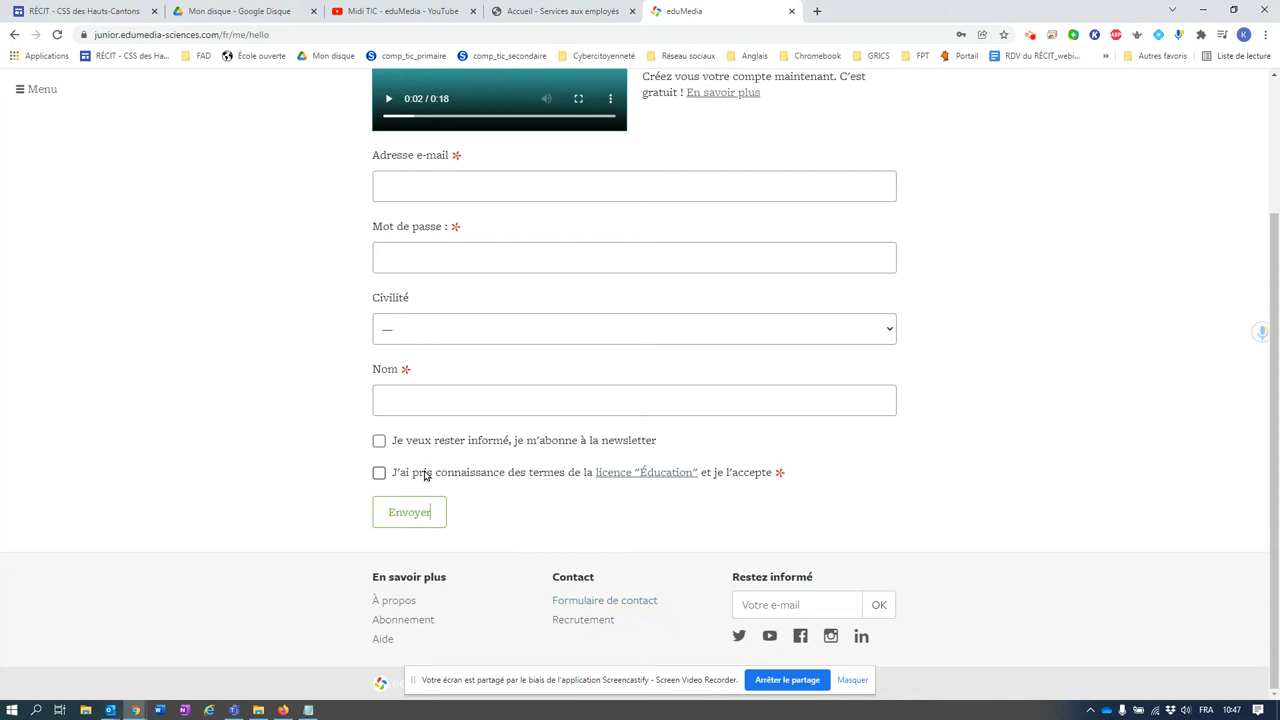 RÉCIT - CSS des Hauts-Cantons
Mon disque - Google Disque
Midi TIC - eduMedia - YouTube
Accueil - Services aux employés
eduMedia
junior.edumedia-sciences.com/fr/me/hello
Applications
RÉCIT - CSS des Ha...
FAD
École ouverte
Mon disque
comp_tic_primaire
comp_tic_secondaire
Cybercitoyenneté
Réseau sociaux
Anglais
Chromebook
GRICS
FPT
Portail
RDV du RÉCIT_webi...
»
Autres favoris
Liste de lecture
Menu
Créez vous votre compte maintenant. C'est
gratuit ! En savoir plus
0:02 / 0:18
Adresse e-mail *
Mot de passe : *
Civilité
—
Nom *
Je veux rester informé, je m'abonne à la newsletter
J'ai pris connaissance des termes de la licence "Éducation" et je l'accepte *
Envoyer
En savoir plus
À propos
Abonnement
Aide
Contact
Formulaire de contact
Recrutement
Restez informé
Votre e-mail
OK
Votre écran est partagé par le biais de l'application Screencastify - Screen Video Recorder.
Arrêter le partage
Masquer
FRA
10:47